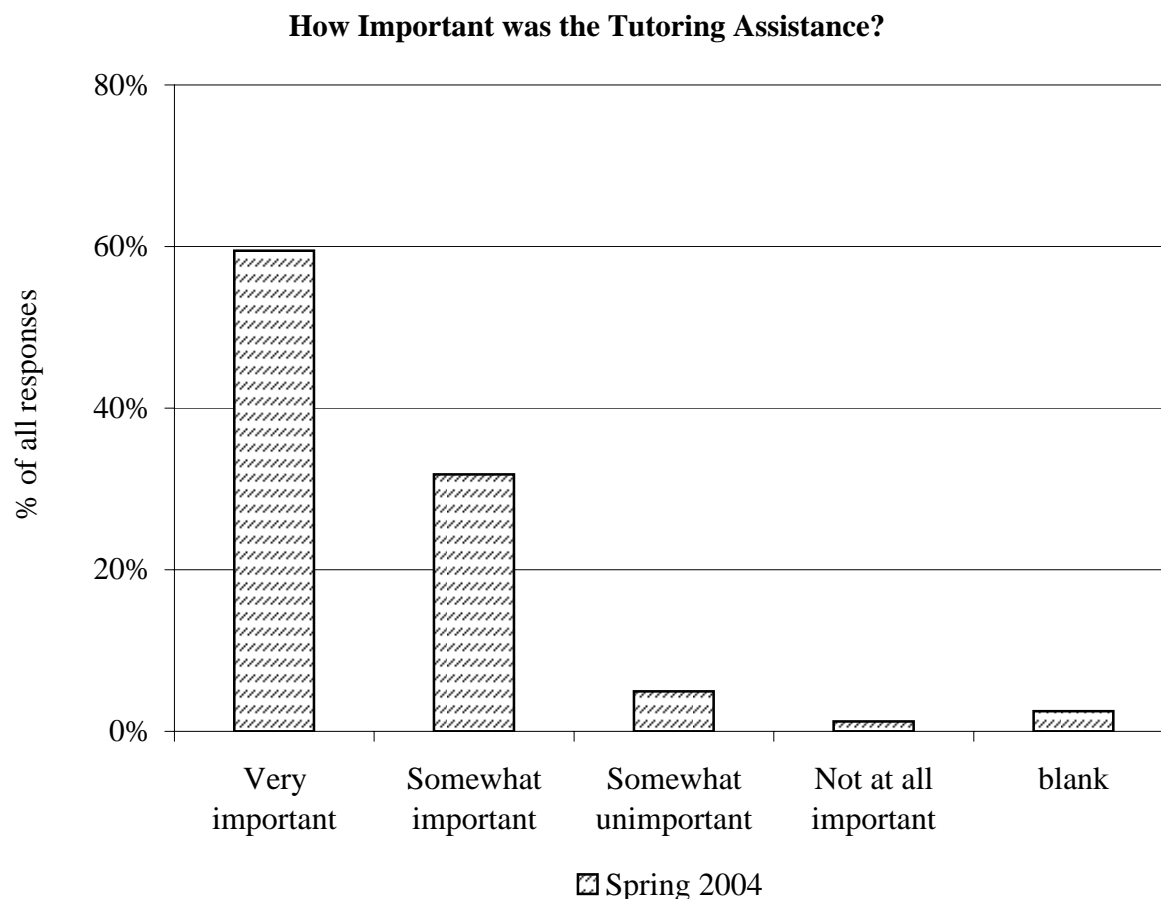 How Important was the Tutoring Assistance?
80%
60%
40%
20%
0%
% of all responses
Very
important
Somewhat
important
Somewhat
unimportant
Not at all
important
blank
Spring 2004